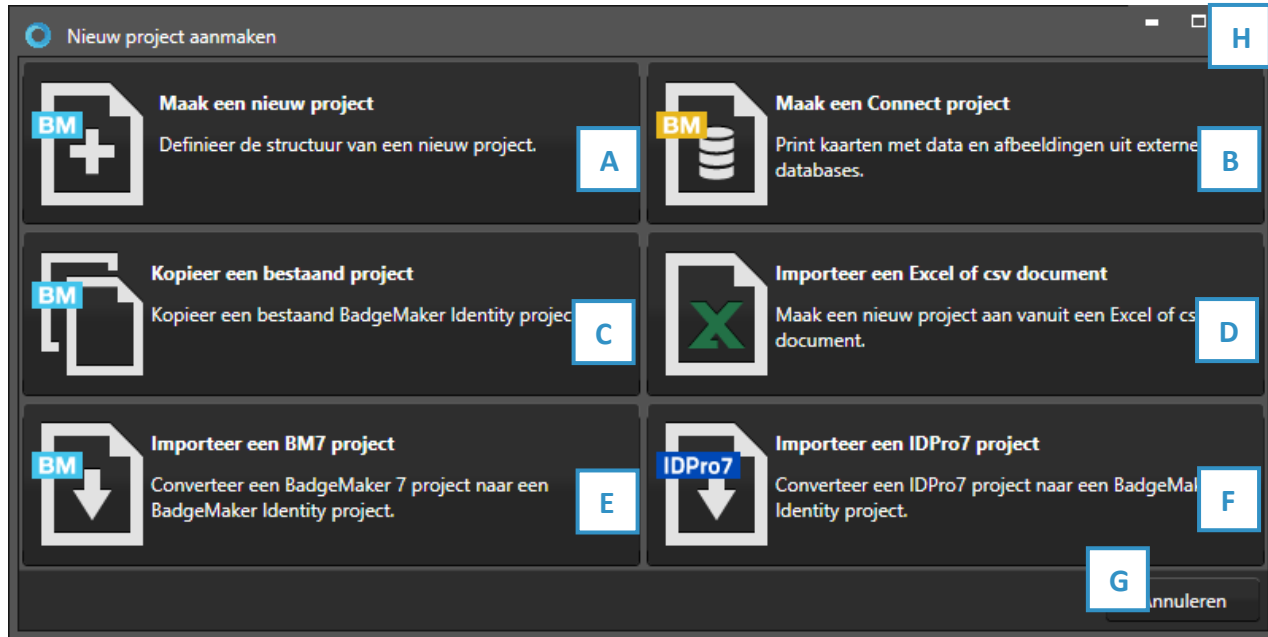 Nieuw project aanmaken
H
BM
Maak een nieuw project
Definieer de structuur van een nieuw project.
A
BM
Maak een Connect project
Print kaarten met data en afbeeldingen uit externe
databases.
B
BM
Kopieer een bestaand project
Kopieer een bestaand BadgeMaker Identity projec
C
X
Importeer een Excel of csv document
Maak een nieuw project aan vanuit een Excel of cs
document.
D
BM
Importeer een BM7 project
Converteer een BadgeMaker 7 project naar een
BadgeMaker Identity project.
E
IDPro7
Importeer een IDPro7 project
Converteer een IDPro7 project naar een BadgeMa
Identity project.
F
G
Annuleren